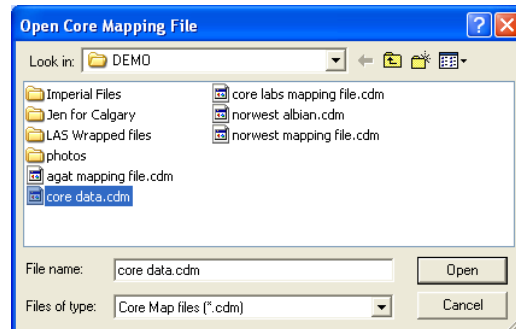 Open Core Mapping File
Look in: DEMO
Imperial Files
Jen for Calgary
LAS Wrapped files
photos
agat mapping file.cdm
core data.cdm
core labs mapping file.cdm
norwest albian.cdm
norwest mapping file.cdm
File name: core data.cdm Open
Files of type: Core Map files (*.cdm) Cancel